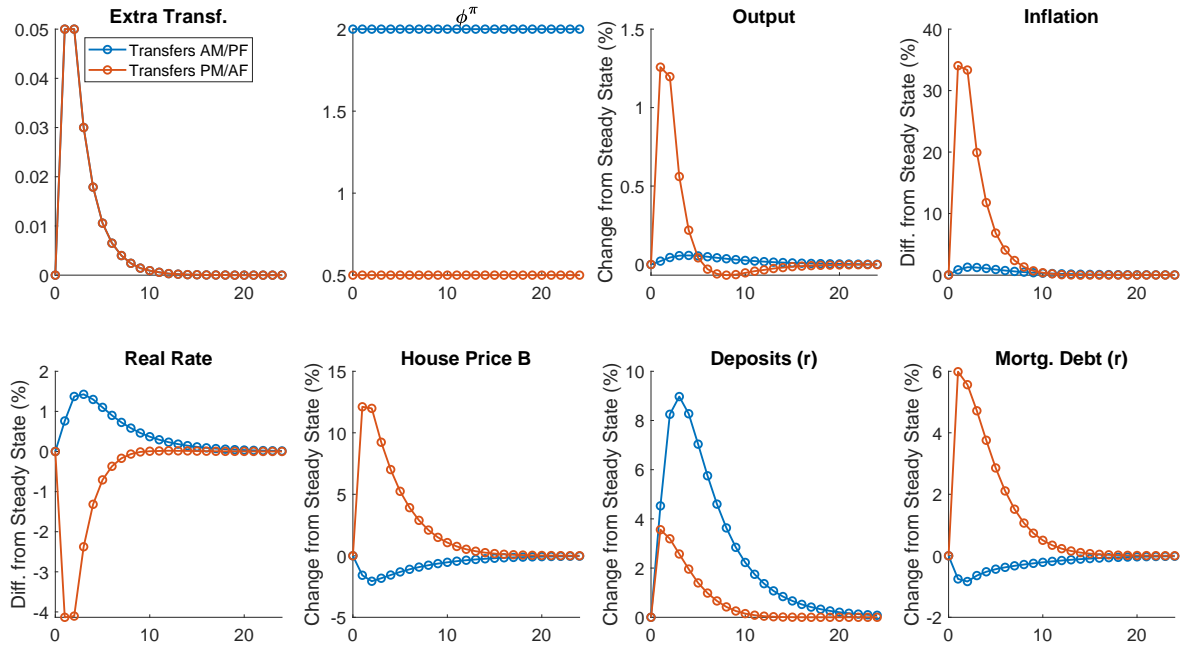 Extra Transf.
0.05
0.04
0.03
0.02
0.01
0
0 10 20
Transfers AM/PF
Transfers PM/AF
ϕ^π
2
1.5
1
0.5
0 10 20
Output
Change from Steady State (%)
1.5
1
0.5
0
0 10 20
Inflation
Diff. from Steady State (%)
40
30
20
10
0
0 10 20
Real Rate
Diff. from Steady State (%)
2
1
0
-1
-2
-3
-4
0 10 20
House Price B
Change from Steady State (%)
15
10
5
0
-5
0 10 20
Deposits (r)
Change from Steady State (%)
10
8
6
4
2
0
0 10 20
Mortg. Debt (r)
Change from Steady State (%)
6
4
2
0
-2
0 10 20